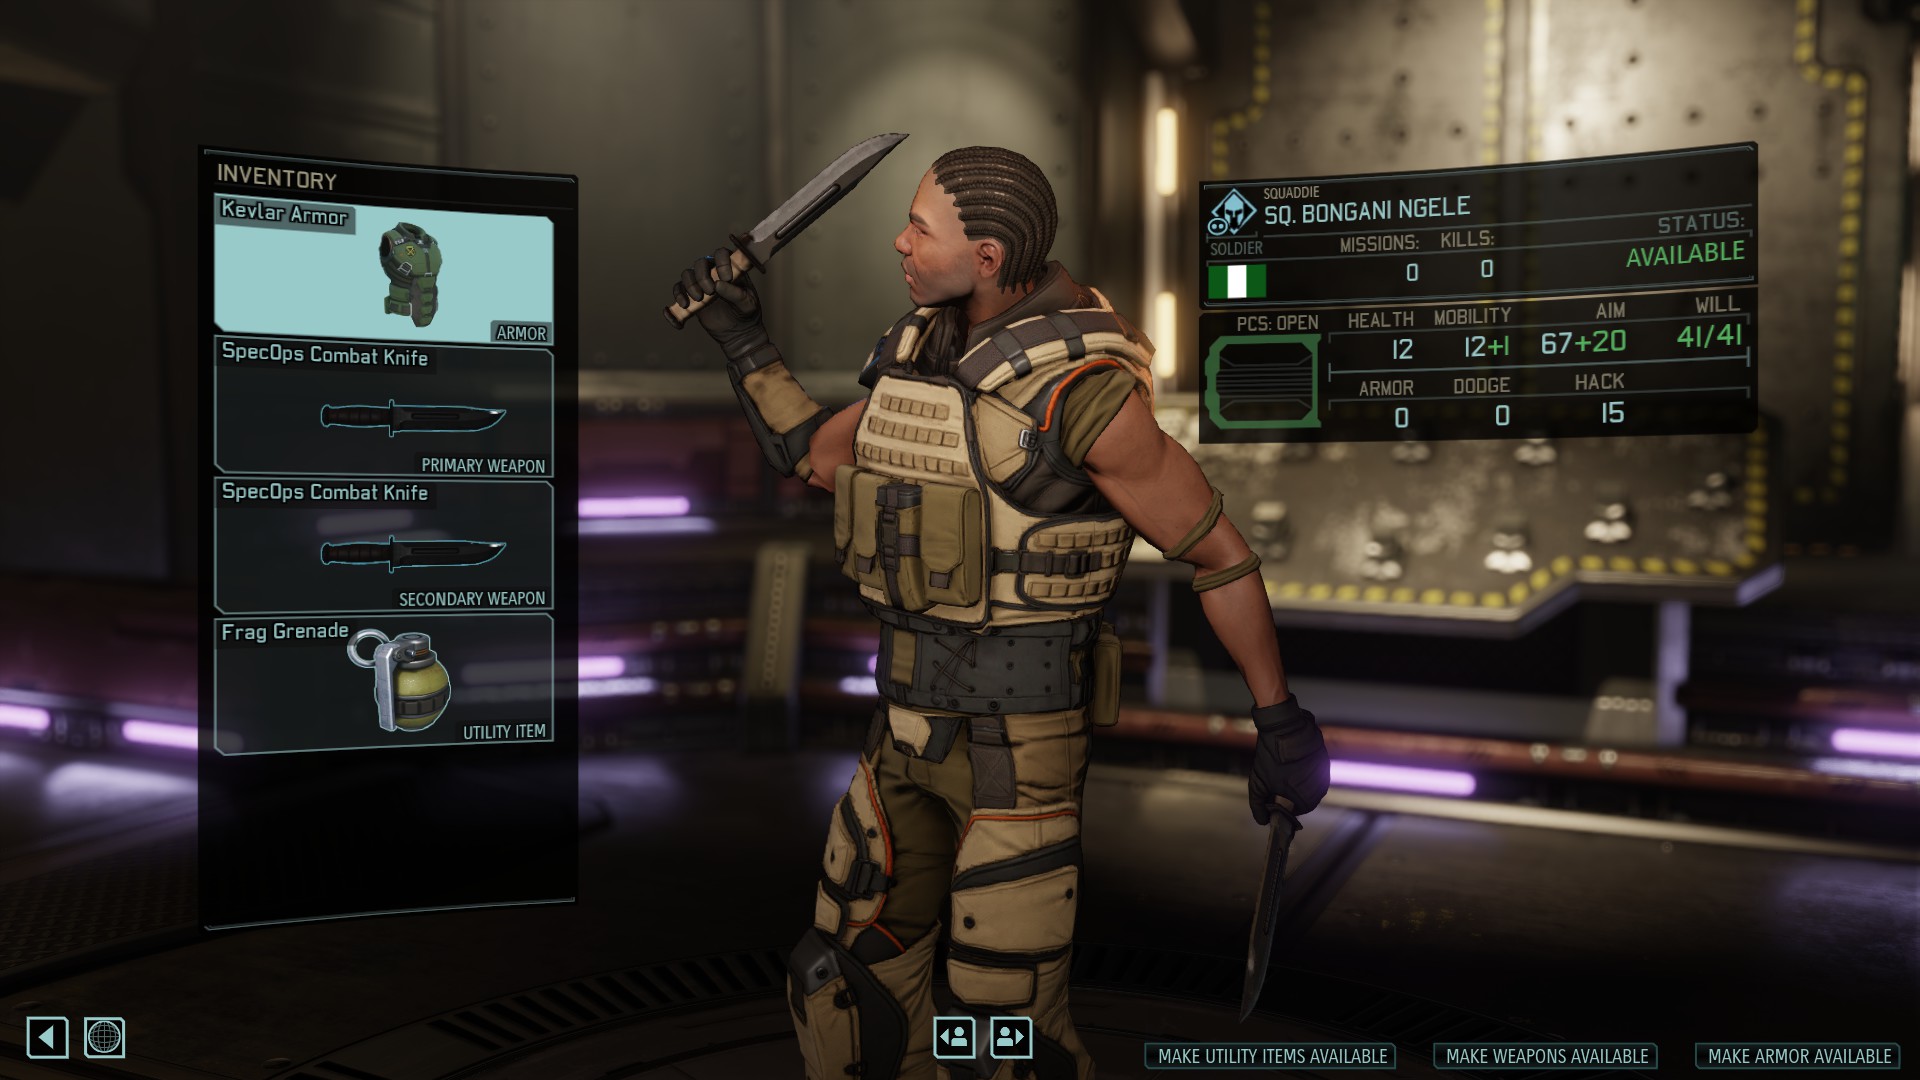 INVENTORY
Kevlar Armor
ARMOR
SpecOps Combat Knife
PRIMARY WEAPON
SpecOps Combat Knife
SECONDARY WEAPON
Frag Grenade
UTILITY ITEM
SQUADDIE
SQ. BONGANI NGELE
SOLDIER
MISSIONS: KILLS: STATUS:
0 0 AVAILABLE
PCS: OPEN HEALTH MOBILITY AIM WILL
12 12+1 67+20 41/41
ARMOR DODGE HACK
0 0 15
MAKE UTILITY ITEMS AVAILABLE MAKE WEAPONS AVAILABLE MAKE ARMOR AVAILABLE